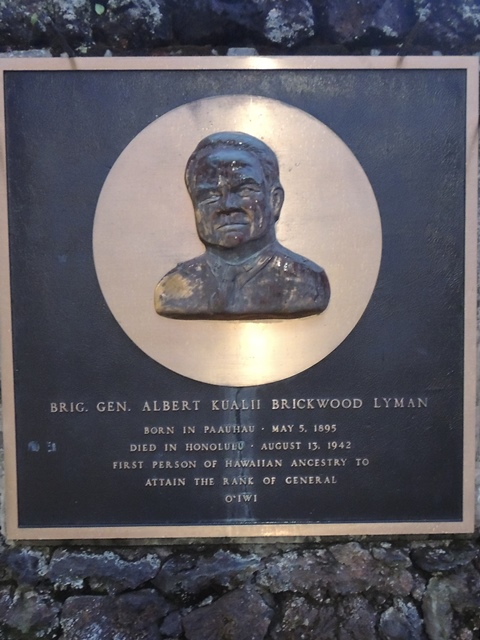 BRIG. GEN. ALBERT KUALII BRICKWOOD LYMAN
BORN IN PAAUHAU · MAY 5, 1895
DIED IN HONOLULU · AUGUST 13, 1942
FIRST PERSON OF HAWAIIAN ANCESTRY TO
ATTAIN THE RANK OF GENERAL
O'IWI